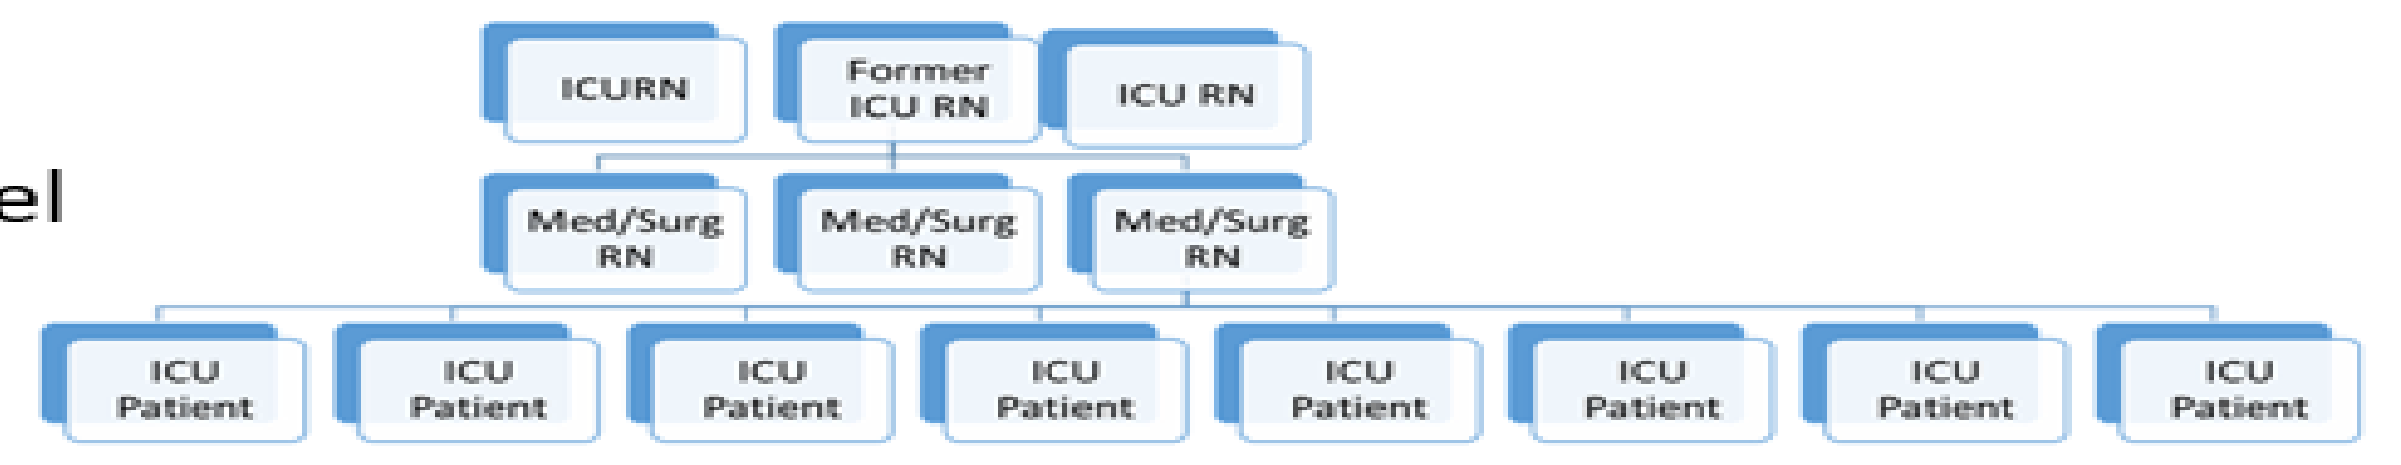 ICURN
Former
ICU RN
ICU RN
el
Med/Surg
RN
Med/Surg
RN
Med/Surg
RN
ICU
Patient
ICU
Patient
ICU
Patient
ICU
Patient
ICU
Patient
ICU
Patient
ICU
Patient
ICU
Patient